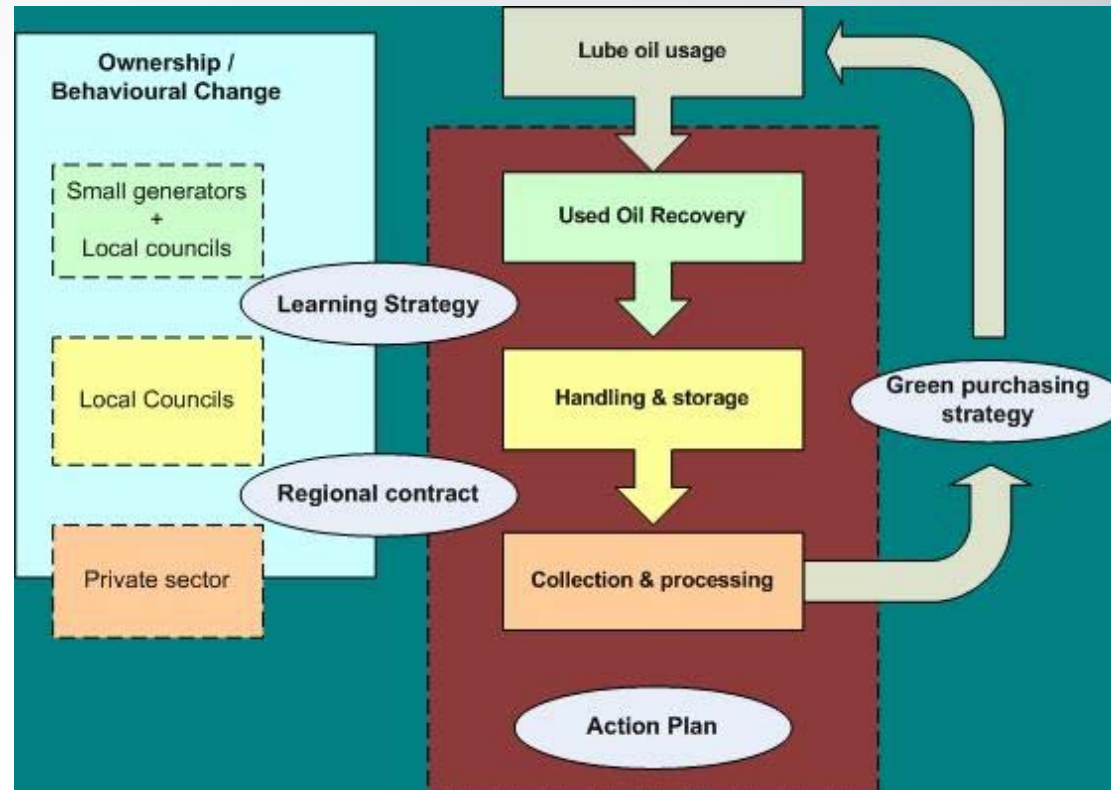 Ownership /
Behavioural Change
Small generators
+
Local councils
Learning Strategy
Local Councils
Regional contract
Private sector
Lube oil usage
Used Oil Recovery
Handling & storage
Collection & processing
Action Plan
Green purchasing
strategy